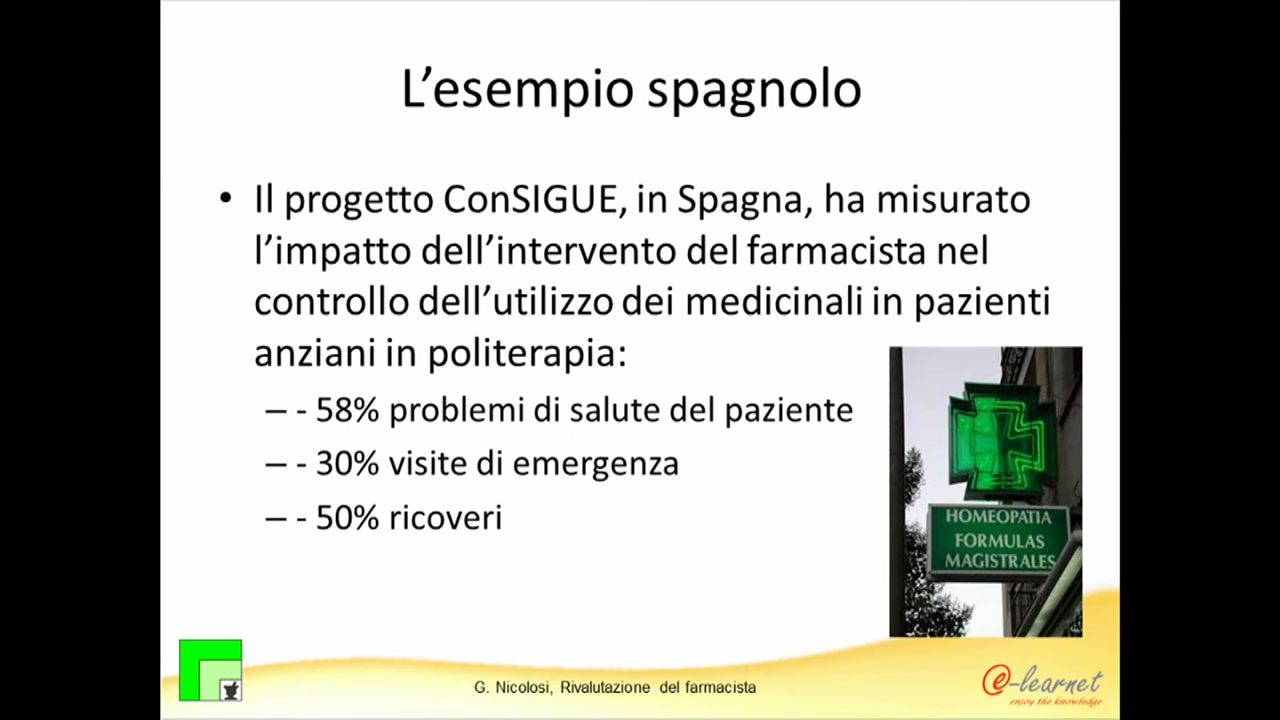 L’esempio spagnolo
• Il progetto ConSIGUE, in Spagna, ha misurato
l’impatto dell’intervento del farmacista nel
controllo dell’utilizzo dei medicinali in pazienti
anziani in politerapia:
– - 58% problemi di salute del paziente
– - 30% visite di emergenza
– - 50% ricoveri
HOMEOPATIA
FORMULAS
MAGISTRALES
G. Nicolosi, Rivalutazione del farmacista
@-learnet
enjoy the knowledge